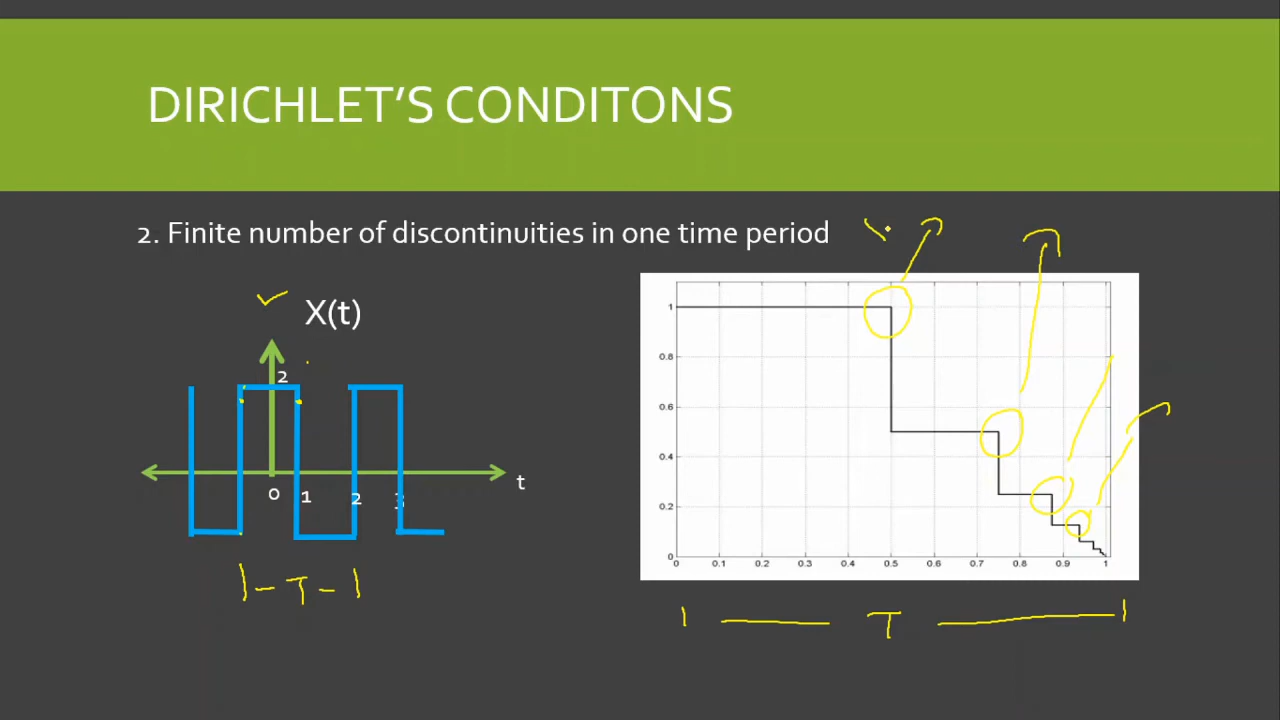 DIRICHLET’S CONDITONS
2. Finite number of discontinuities in one time period
X(t)
2
0 1 2 3
t
T
1
0.8
0.6
0.4
0.2
0
0 0.1 0.2 0.3 0.4 0.5 0.6 0.7 0.8 0.9 1
T